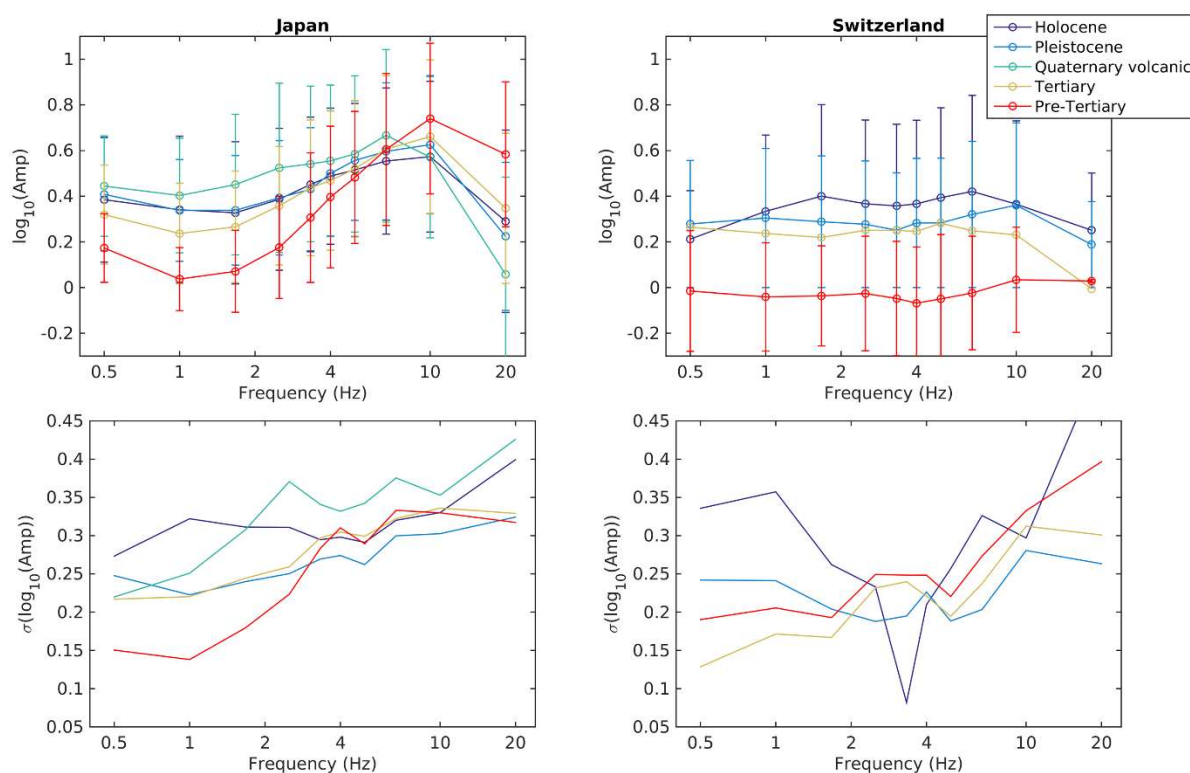 Japan
Switzerland
Holocene
Pleistocene
Quaternary volcanic
Tertiary
Pre-Tertiary
1
0.8
0.6
0.4
0.2
0
-0.2
log10(Amp)
0.5 1 2 4 10 20
Frequency (Hz)
1
0.8
0.6
0.4
0.2
0
-0.2
log10(Amp)
0.5 1 2 4 10 20
Frequency (Hz)
0.45
0.4
0.35
0.3
0.25
0.2
0.15
0.1
0.05
σ(log10(Amp))
0.5 1 2 4 10 20
Frequency (Hz)
0.45
0.4
0.35
0.3
0.25
0.2
0.15
0.1
0.05
σ(log10(Amp))
0.5 1 2 4 10 20
Frequency (Hz)